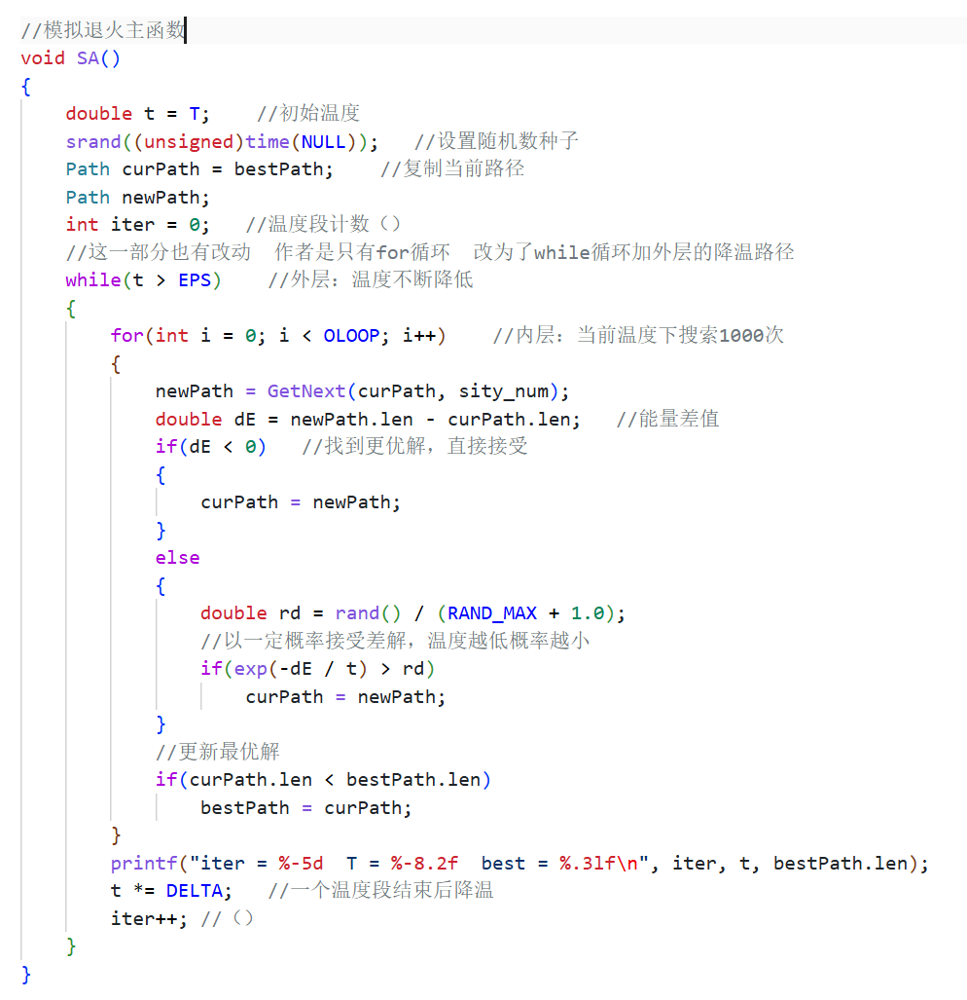 //模拟退火主函数
void SA()
{
    double t = T;    //初始温度
    srand((unsigned)time(NULL));   //设置随机数种子
    Path curPath = bestPath;    //复制当前路径
    Path newPath;
    int iter = 0;   //温度段计数（）
    //这一部分也有改动  作者是只有for循环  改为了while循环加外层的降温路径
    while(t > EPS)    //外层：温度不断降低
    {
        for(int i = 0; i < OLOOP; i++)    //内层：当前温度下搜索1000次
        {
            newPath = GetNext(curPath, sity_num);
            double dE = newPath.len - curPath.len;   //能量差值
            if(dE < 0)   //找到更优解，直接接受
            {
                curPath = newPath;
            }
            else
            {
                double rd = rand() / (RAND_MAX + 1.0);
                //以一定概率接受差解，温度越低概率越小
                if(exp(-dE / t) > rd)
                    curPath = newPath;
            }
            //更新最优解
            if(curPath.len < bestPath.len)
                bestPath = curPath;
        }
        printf("iter = %-5d  T = %-8.2f  best = %.3lf\n", iter, t, bestPath.len);
        t *= DELTA;   //一个温度段结束后降温
        iter++; //（）
    }
}